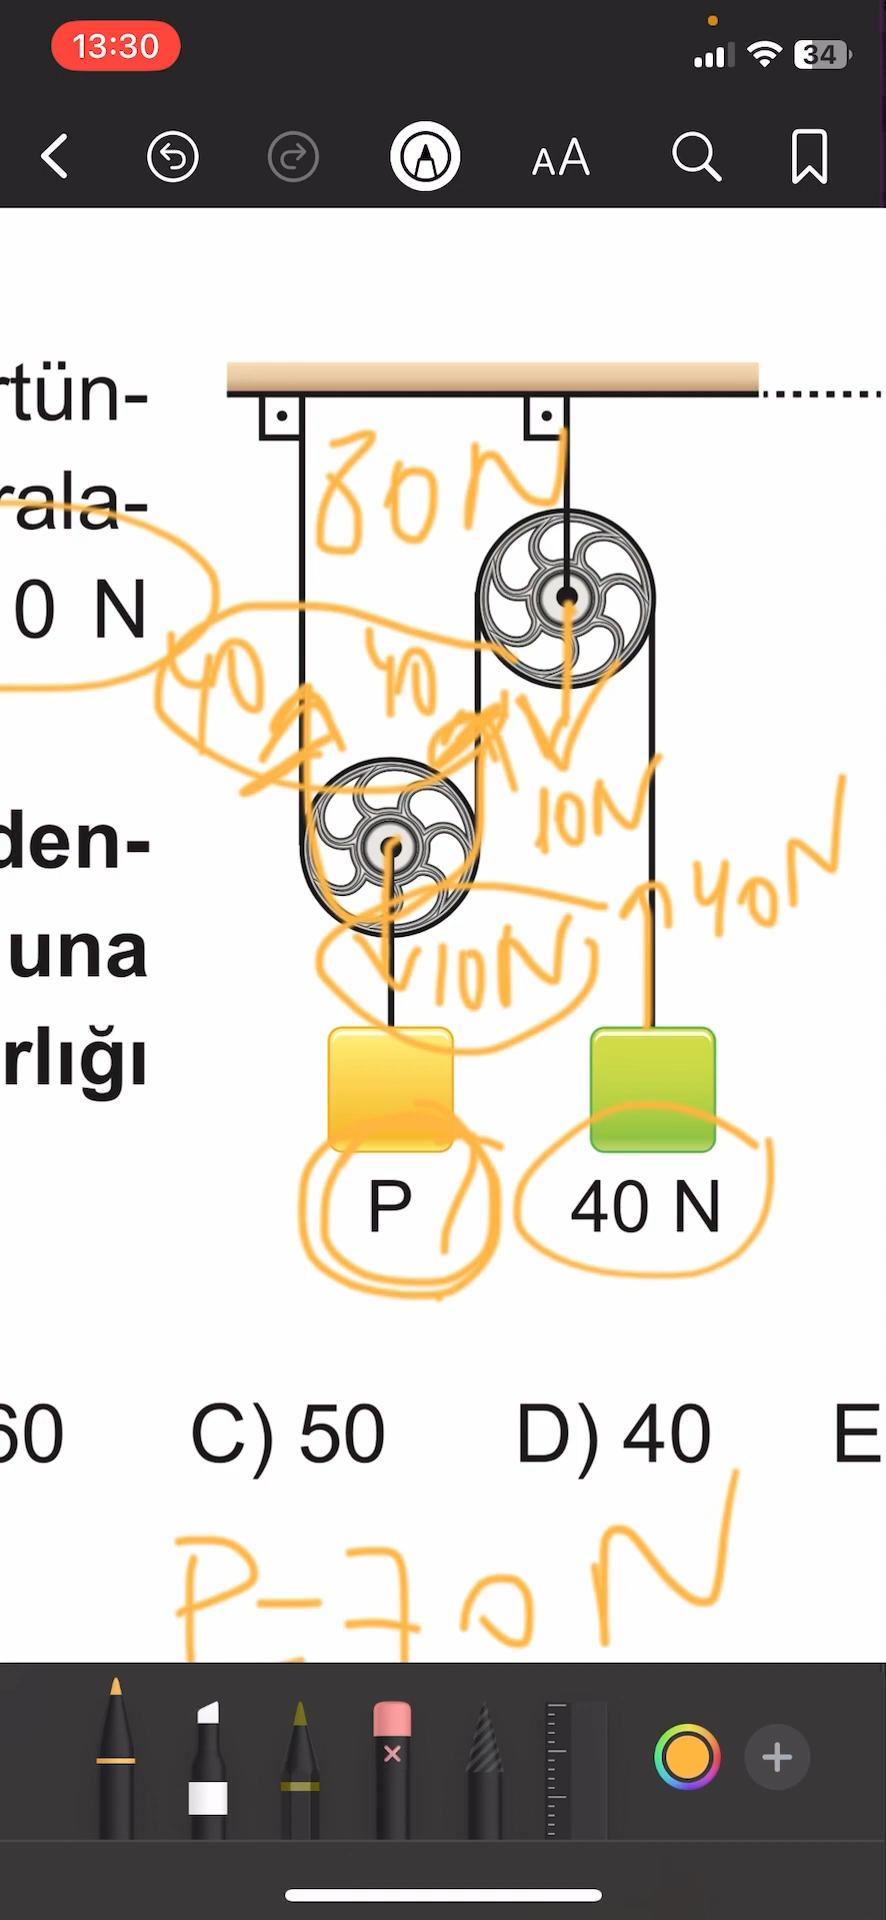 13:30
34
AA
rtün-
80N
rala-
0 N
40
40
10N
den-
40N
una
10N
rlığı
P
40 N
60
C) 50
D) 40
E
P=70N